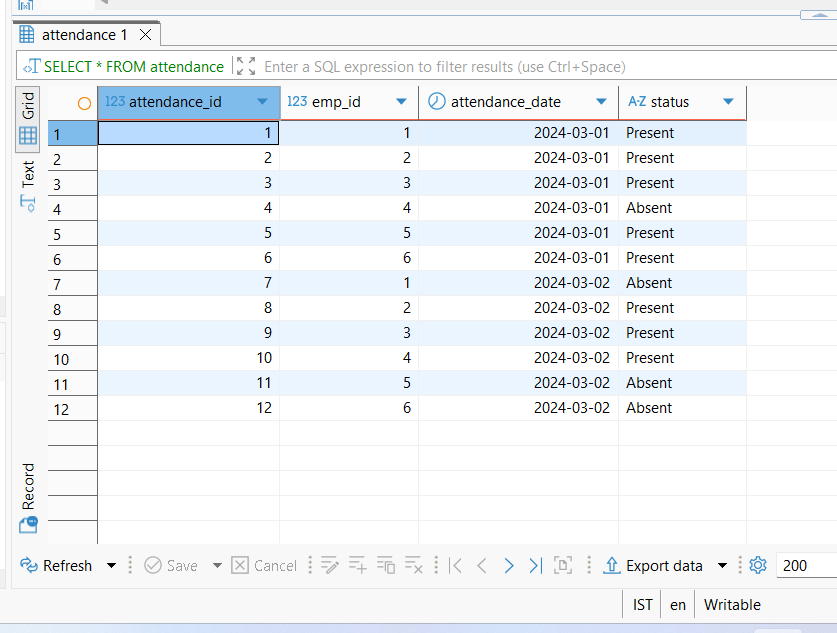 attendance 1
SELECT * FROM attendance Enter a SQL expression to filter results (use Ctrl+Space)
Grid
Text
Record
123 attendance_id 123 emp_id attendance_date A-Z status
1 1 1 2024-03-01 Present
2 2 2 2024-03-01 Present
3 3 3 2024-03-01 Present
4 4 4 2024-03-01 Absent
5 5 5 2024-03-01 Present
6 6 6 2024-03-01 Present
7 7 1 2024-03-02 Absent
8 8 2 2024-03-02 Present
9 9 3 2024-03-02 Present
10 10 4 2024-03-02 Present
11 11 5 2024-03-02 Absent
12 12 6 2024-03-02 Absent
Refresh Save Cancel Export data 200
IST en Writable